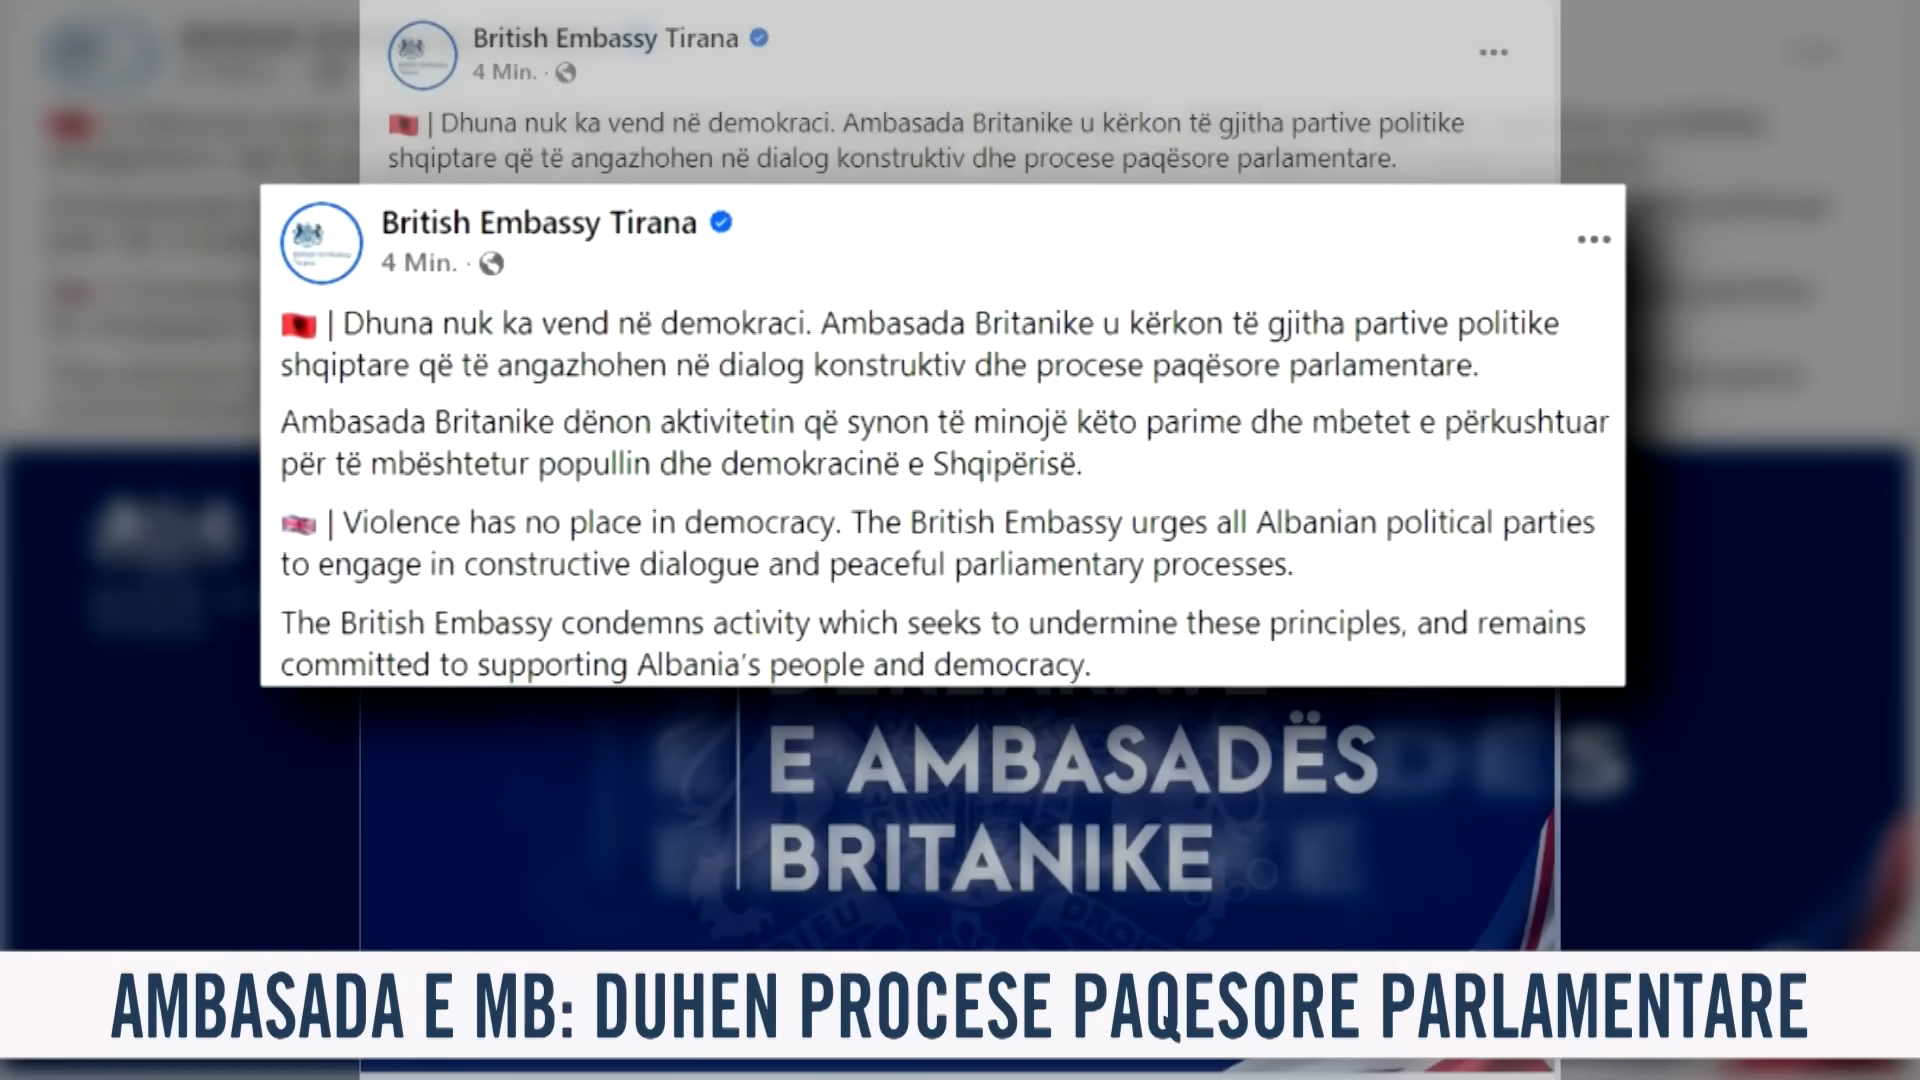 British Embassy Tirana
4 Min. ·
| Dhuna nuk ka vend në demokraci. Ambasada Britanike u kërkon të gjitha partive politike
shqiptare që të angazhohen në dialog konstruktiv dhe procese paqësore parlamentare.
British Embassy Tirana
4 Min. ·
| Dhuna nuk ka vend në demokraci. Ambasada Britanike u kërkon të gjitha partive politike
shqiptare që të angazhohen në dialog konstruktiv dhe procese paqësore parlamentare.
Ambasada Britanike dënon aktivitetin që synon të minojë këto parime dhe mbetet e përkushtuar
për të mbështetur popullin dhe demokracinë e Shqipërisë.
| Violence has no place in democracy. The British Embassy urges all Albanian political parties
to engage in constructive dialogue and peaceful parliamentary processes.
The British Embassy condemns activity which seeks to undermine these principles, and remains
committed to supporting Albania's people and democracy.
E AMBASADËS
BRITANIKE
AMBASADA E MB: DUHEN PROCESE PAQESORE PARLAMENTARE